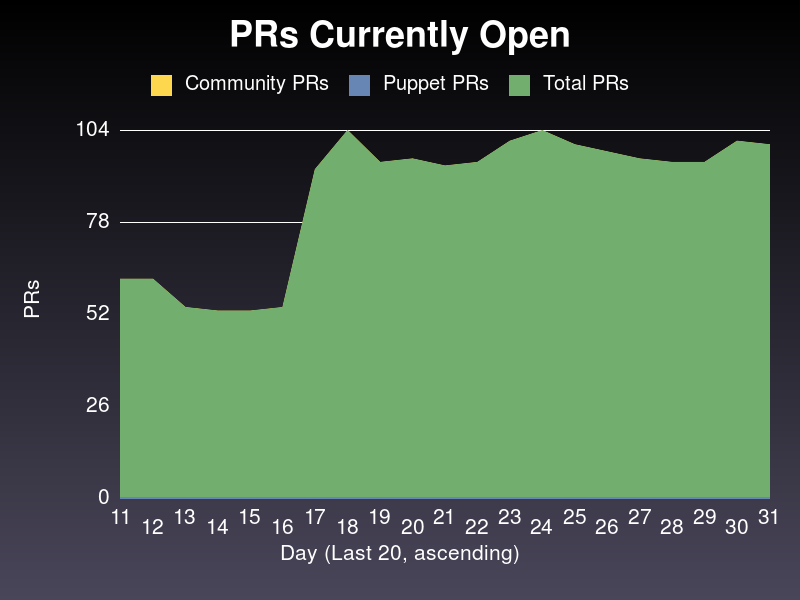 PRs Currently Open
Community PRs Puppet PRs Total PRs
104
78
52
26
0
PRs
11 12 13 14 15 16 17 18 19 20 21 22 23 24 25 26 27 28 29 30 31
Day (Last 20, ascending)